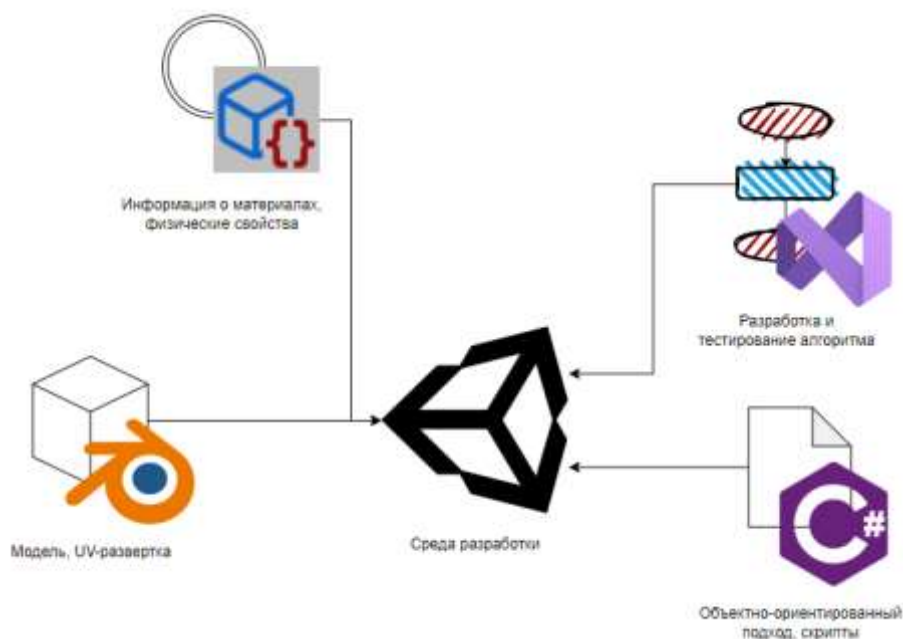 Информация о материалах,
физические свойства
Разработка и
тестирование алгоритма
Модель, UV-развертка
Среда разработки
C#
Объектно-ориентированный
подход, скрипты